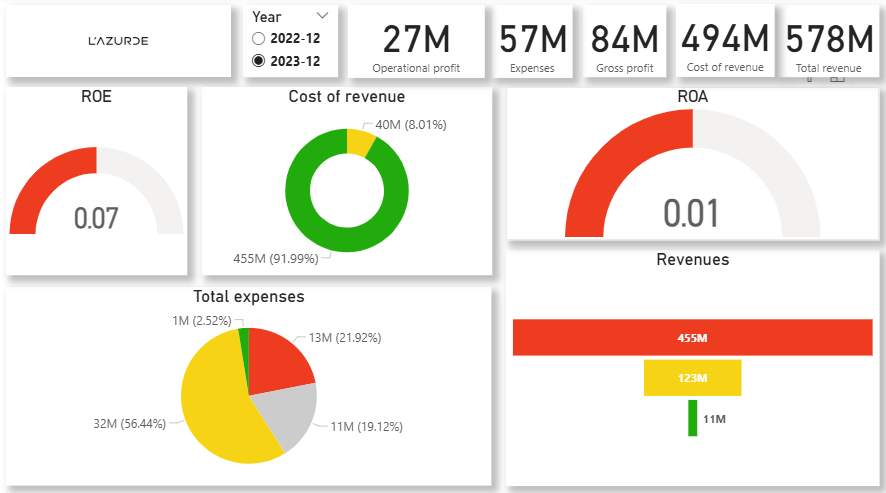 L'AZURDE
Year
2022-12
2023-12
27M
Operational profit
57M
Expenses
84M
Gross profit
494M
Cost of revenue
578M
Total revenue
ROE
0.07
Cost of revenue
40M (8.01%)
455M (91.99%)
ROA
0.01
Total expenses
1M (2.52%)
13M (21.92%)
32M (56.44%)
11M (19.12%)
Revenues
455M
123M
11M